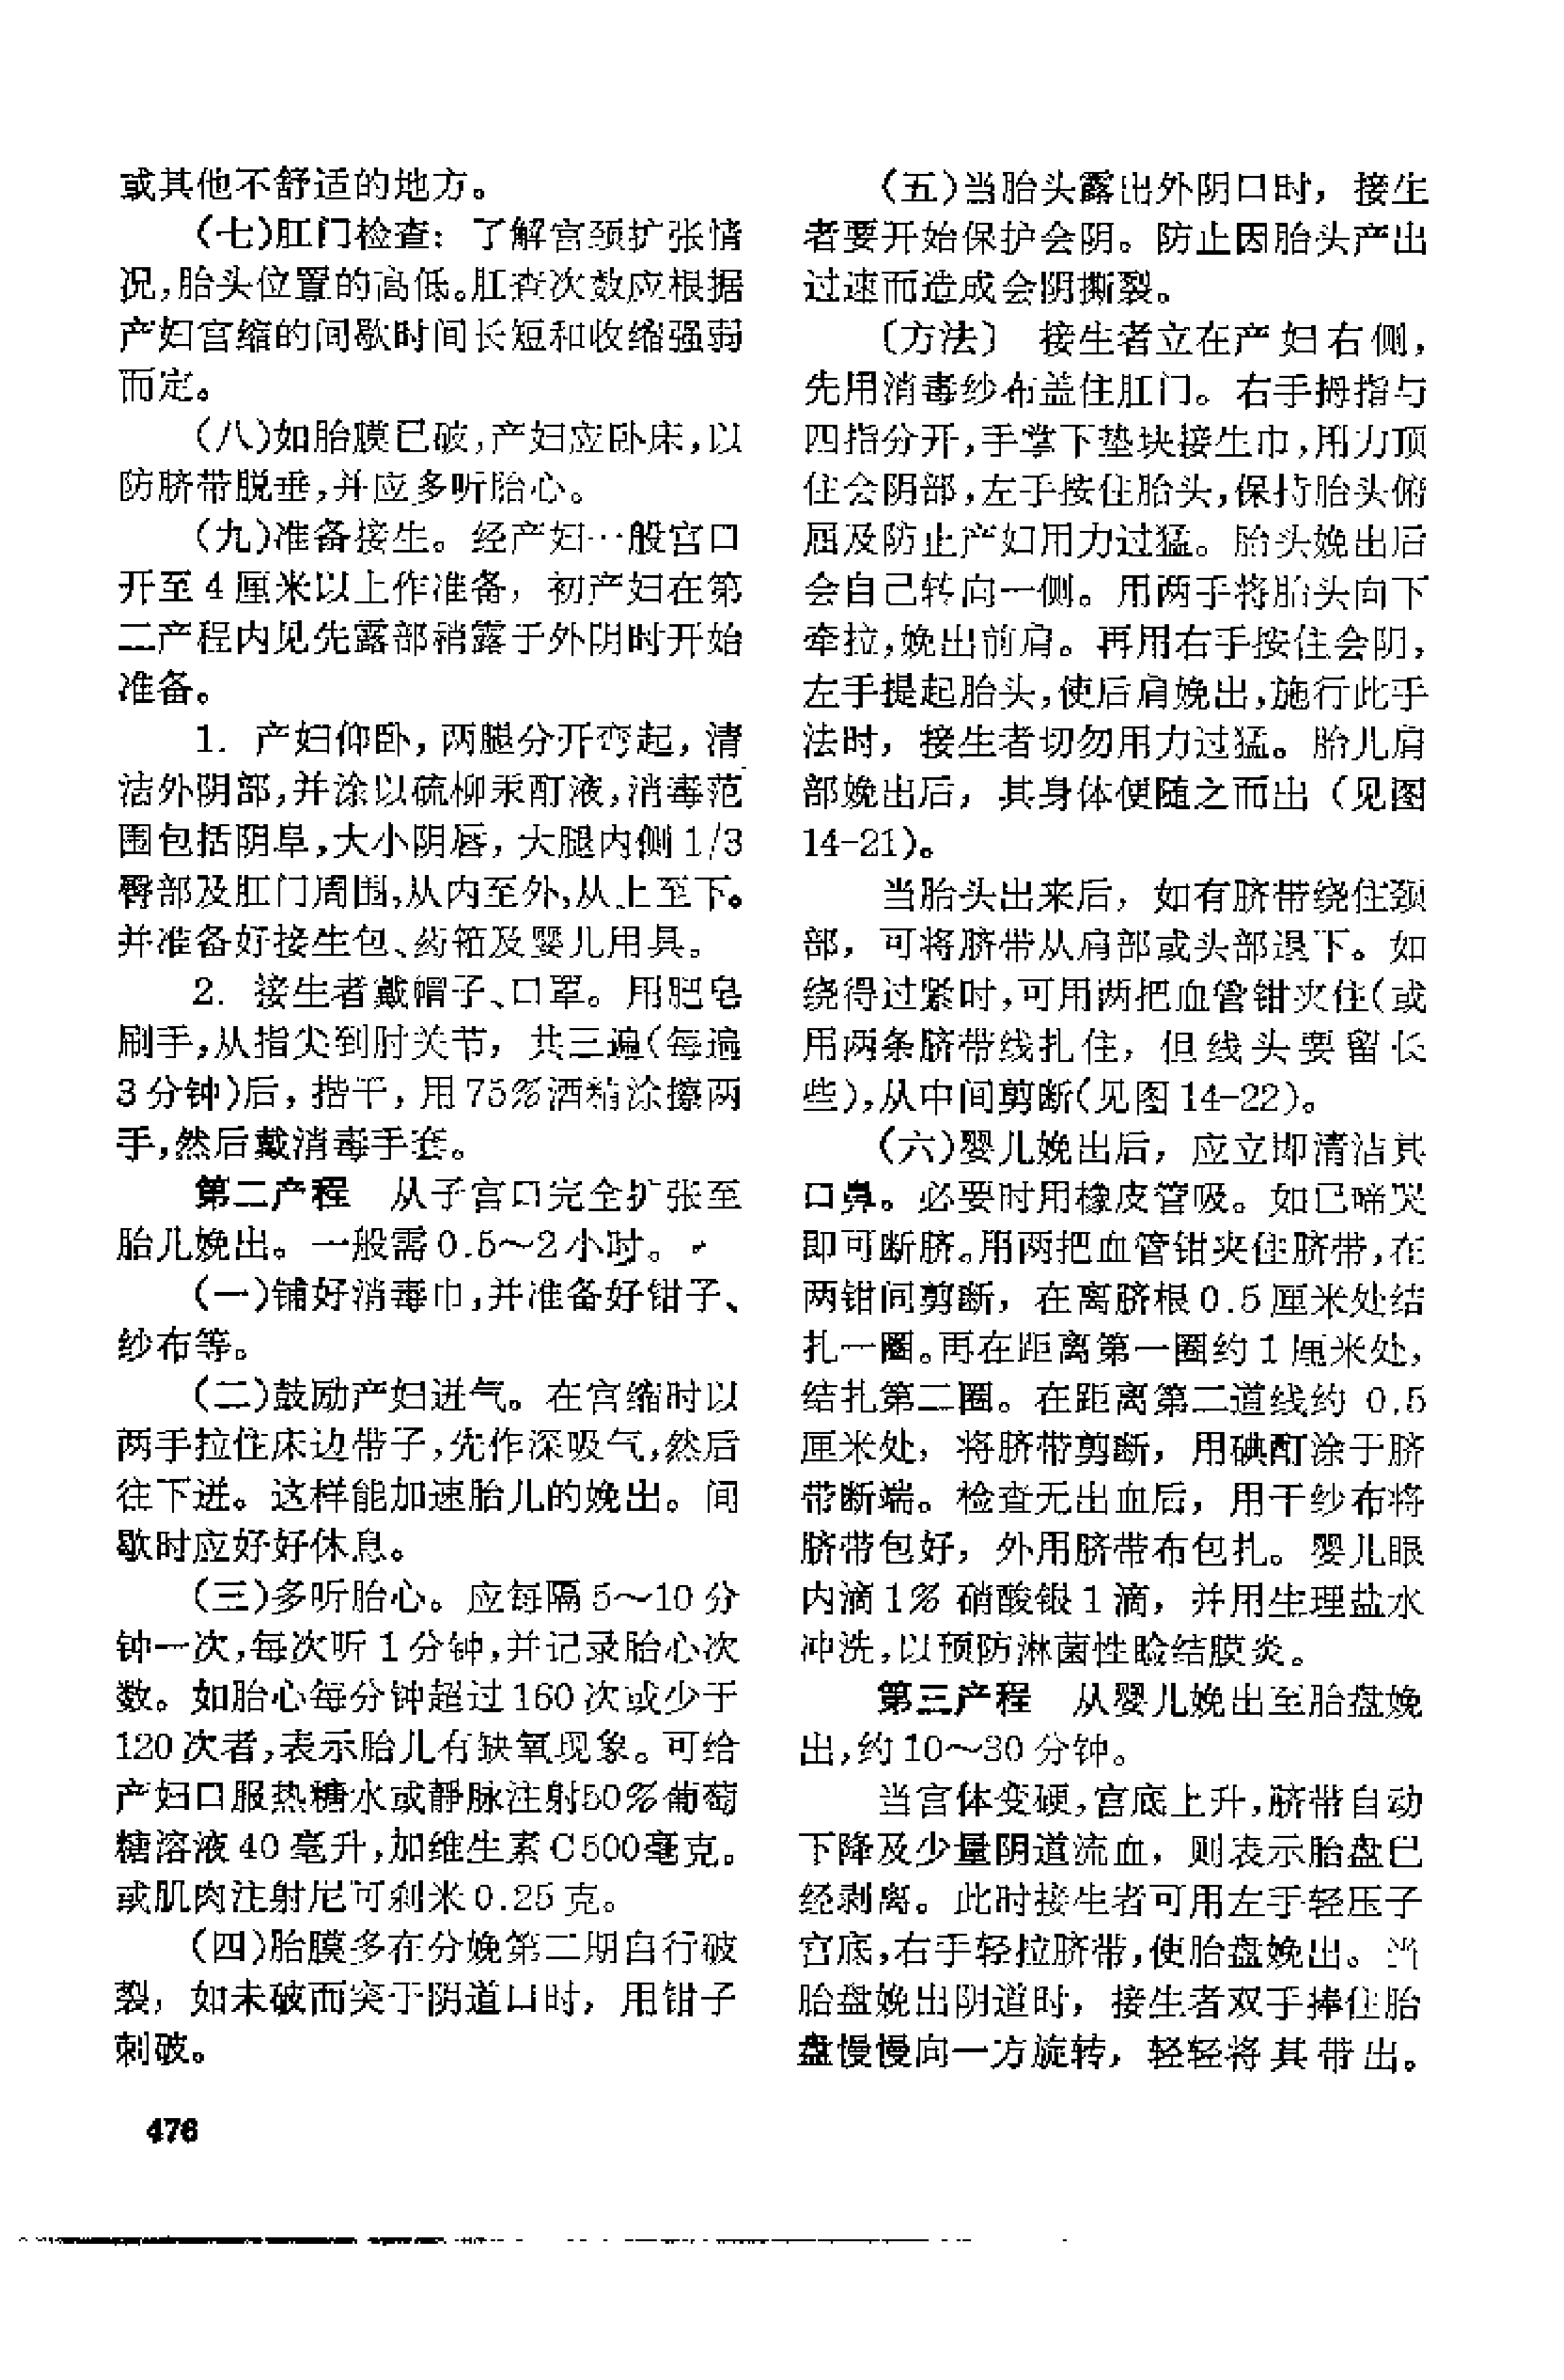 或其他不舒适的地方。
(七)肛门检查：了解宫颈扩张情
况,胎头位置的高低。肛查次数应根据
产妇宫缩的间歇时间长短和收缩强弱
而定。
(八)如胎膜已破,产妇应卧床,以
防脐带脱垂,并应多听胎心。
(九)准备接生。经产妇一般宫口
开至4厘米以上作准备，初产妇在第
二产程内见先露部稍露于外阴时开始
准备。
1. 产妇仰卧，两腿分开弯起，清
洁外阴部,并涂以硫柳汞酊液,消毒范
围包括阴阜,大小阴唇，大腿内侧1/3
臀部及肛门周围,从内至外,从上至下。
并准备好接生包、药箱及婴儿用具。
2. 接生者戴帽子、口罩。用肥皂
刷手,从指尖到肘关节，共三遍(每遍
3分钟)后，揩干，用75%酒精涂擦两
手,然后戴消毒手套。
第二产程 从子宫口完全扩张至
胎儿娩出。一般需0.5～2小时。
(一)铺好消毒巾,并准备好钳子、
纱布等。
(二)鼓励产妇进气。在宫缩时以
两手拉住床边带子,先作深吸气,然后
往下进。这样能加速胎儿的娩出。间
歇时应好好休息。
(三)多听胎心。应每隔5～10分
钟一次,每次听1分钟,并记录胎心次
数。如胎心每分钟超过160次或少于
120次者,表示胎儿有缺氧现象。可给
产妇口服热糖水或静脉注射50%葡萄
糖溶液40毫升,加维生素C500毫克。
或肌肉注射尼可刹米0.25克。
(四)胎膜多在分娩第二期自行破
裂，如未破而突于阴道口时，用钳子
刺破。
476
(五)当胎头露出外阴口时，接生
者要开始保护会阴。防止因胎头产出
过速而造成会阴撕裂。
〔方法〕 接生者立在产妇右侧，
先用消毒纱布盖住肛门。右手拇指与
四指分开,手掌下垫块接生巾,用力顶
住会阴部,左手按住胎头,保持胎头俯
屈及防止产妇用力过猛。胎头娩出后
会自己转向一侧。用两手将胎头向下
牵拉,娩出前肩。再用右手按住会阴，
左手提起胎头,使后肩娩出,施行此手
法时，接生者切勿用力过猛。胎儿肩
部娩出后，其身体便随之而出（见图
14-21)。
当胎头出来后，如有脐带绕住颈
部，可将脐带从肩部或头部退下。如
绕得过紧时,可用两把血管钳夹住(或
用两条脐带线扎住，但线头要留长
些),从中间剪断(见图14-22)。
(六)婴儿娩出后，应立即清洁其
口鼻。必要时用橡皮管吸。如已啼哭
即可断脐。用两把血管钳夹住脐带,在
两钳间剪断，在离脐根0.5厘米处结
扎一圈。再在距离第一圈约1厘米处，
结扎第二圈。在距离第二道线约 0.5
厘米处，将脐带剪断，用碘酊涂于脐
带断端。检查无出血后，用干纱布将
脐带包好，外用脐带布包扎。婴儿眼
内滴1% 硝酸银1滴，并用生理盐水
冲洗,以预防淋菌性睑结膜炎。
第三产程 从婴儿娩出至胎盘娩
出,约10～30分钟。
当宫体变硬,宫底上升,脐带自动
下降及少量阴道流血，则表示胎盘已
经剥离。此时接生者可用左手轻压子
宫底,右手轻拉脐带,使胎盘娩出。当
胎盘娩出阴道时，接生者双手捧住胎
盘慢慢向一方旋转，轻轻将其带出。